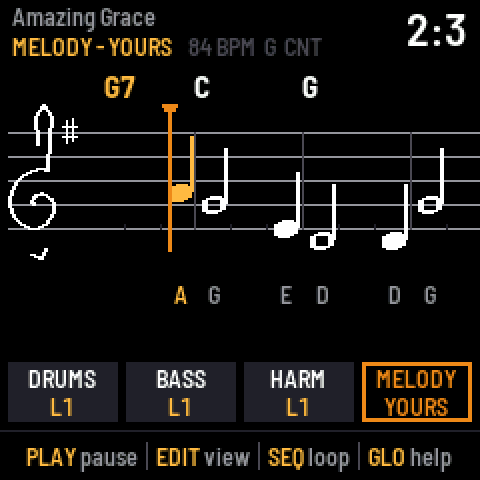 Amazing Grace
2:3
MELODY - YOURS 84 BPM G CNT
G7 C G
A G E D D G
DRUMS BASS HARM MELODY
L1 L1 L1 YOURS
PLAY pause EDIT view SEQ loop GLO help